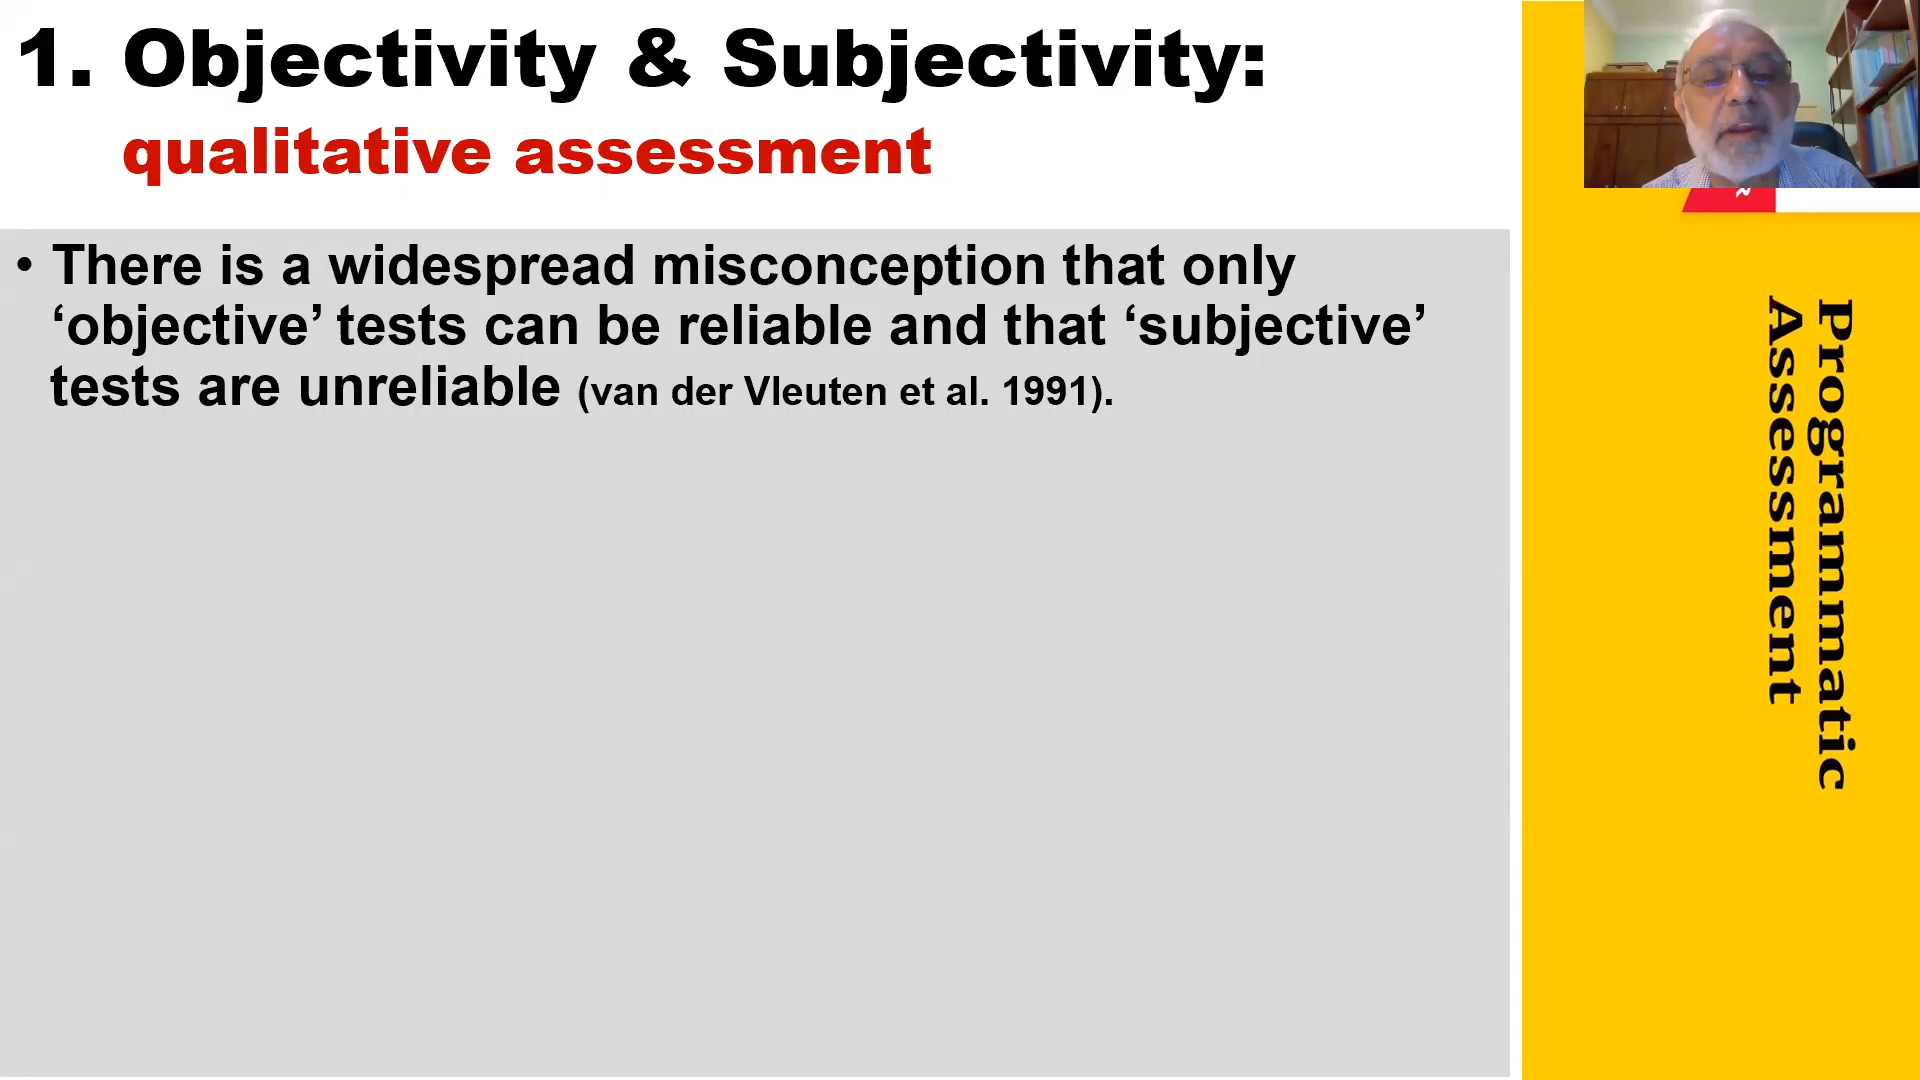 1. Objectivity & Subjectivity:
qualitative assessment
• There is a widespread misconception that only
‘objective’ tests can be reliable and that ‘subjective’
tests are unreliable (van der Vleuten et al. 1991).
Programmatic
Assessment